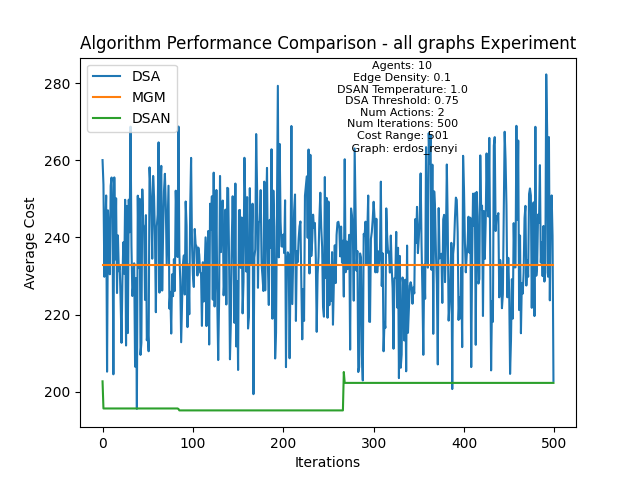 Algorithm Performance Comparison - all graphs Experiment
DSA
MGM
DSAN
Agents: 10
Edge Density: 0.1
DSAN Temperature: 1.0
DSA Threshold: 0.75
Num Actions: 2
Num Iterations: 500
Cost Range: 501
Graph: erdos_renyi
280
260
240
220
200
Average Cost
0 100 200 300 400 500
Iterations